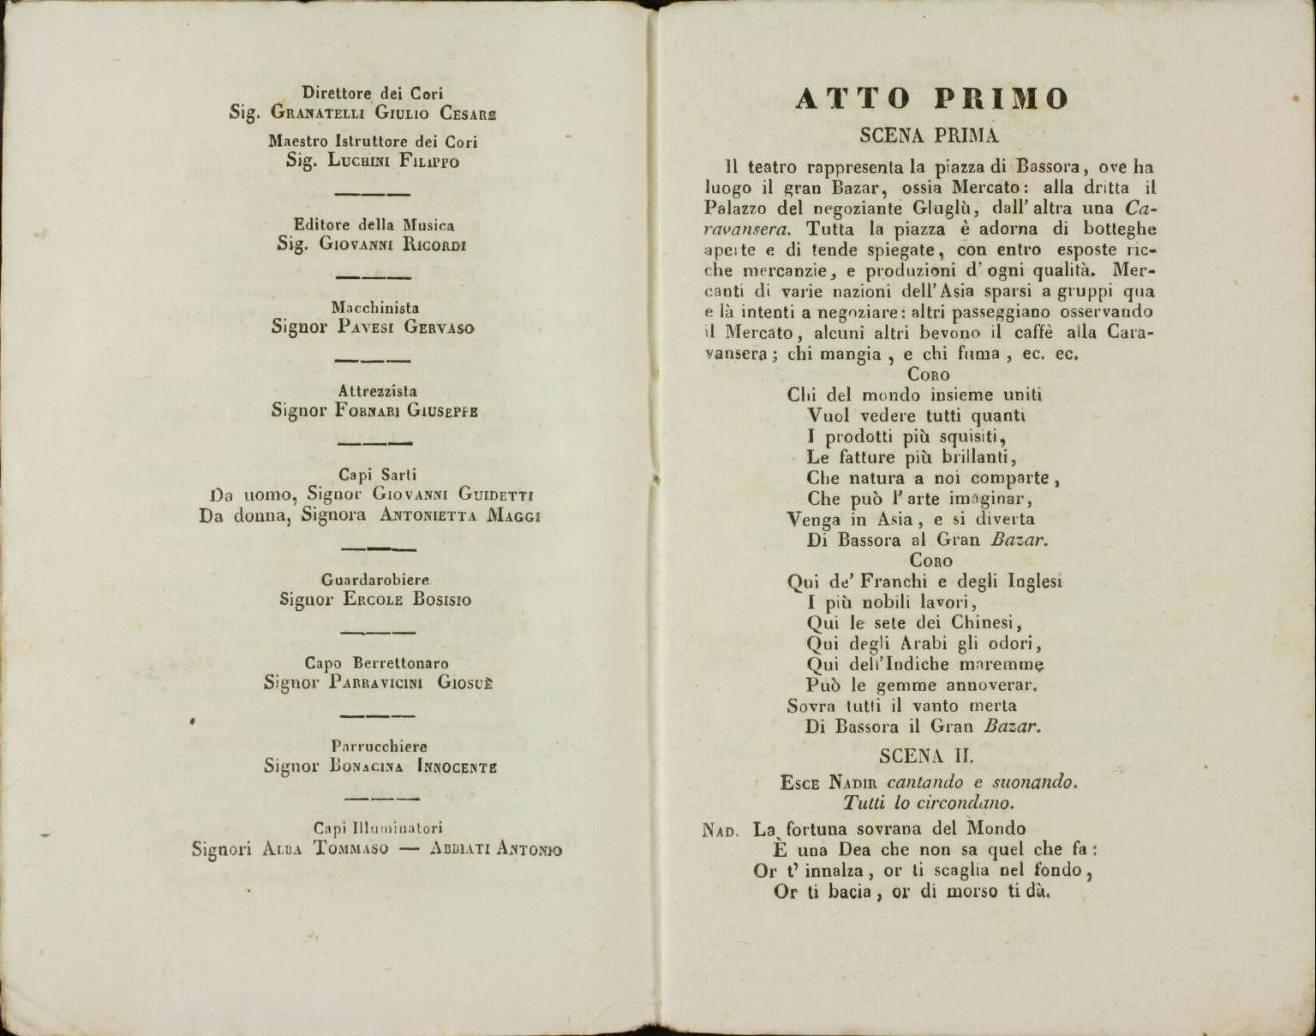 Direttore dei Cori
Sig. Granatelli Giulio Cesare
Maestro Istruttore dei Cori
Sig. Luchini Filippo
Editore della Musica
Sig. Giovanni Ricordi
Macchinista
Signor Pavesi Gervaso
Attrezzista
Signor Fornari Giuseppe
Capi Sarti
Da uomo, Signor Giovanni Guidetti
Da donna, Signora Antonietta Maggi
Guardarobiere
Signor Ercole Bosisio
Capo Berrettonaro
Signor Parravicini Giosuè
Parrucchiere
Signor Bonacina Innocente
Capi Illuminatori
Signori Alba Tommaso — Abbiati Antonio
ATTO PRIMO
SCENA PRIMA
Il teatro rappresenta la piazza di Bassora, ove ha
luogo il gran Bazar, ossia Mercato: alla dritta il
Palazzo del negoziante Gluglù, dall'altra una Ca-
ravansera. Tutta la piazza è adorna di botteghe
aperte e di tende spiegate, con entro esposte ric-
che mercanzie, e produzioni d'ogni qualità. Mer-
canti di varie nazioni dell'Asia sparsi a gruppi qua
e là intenti a negoziare: altri passeggiano osservando
il Mercato, alcuni altri bevono il caffè alla Cara-
vansera; chi mangia, e chi fuma, ec. ec.
Coro
Chi del mondo insieme uniti
Vuol vedere tutti quanti
I prodotti più squisiti,
Le fatture più brillanti,
Che natura a noi comparte,
Che può l'arte imaginar,
Venga in Asia, e si diverta
Di Bassora al Gran Bazar.
Coro
Qui de' Franchi e degli Inglesi
I più nobili lavori,
Qui le sete dei Chinesi,
Qui degli Arabi gli odori,
Qui dell'Indiche maremme
Può le gemme annoverar.
Sovra tutti il vanto merta
Di Bassora il Gran Bazar.
SCENA II.
Esce Nadir cantando e suonando.
Tutti lo circondano.
Nad. La fortuna sovrana del Mondo
È una Dea che non sa quel che fa:
Or t'innalza, or ti scaglia nel fondo,
Or ti bacia, or di morso ti dà.